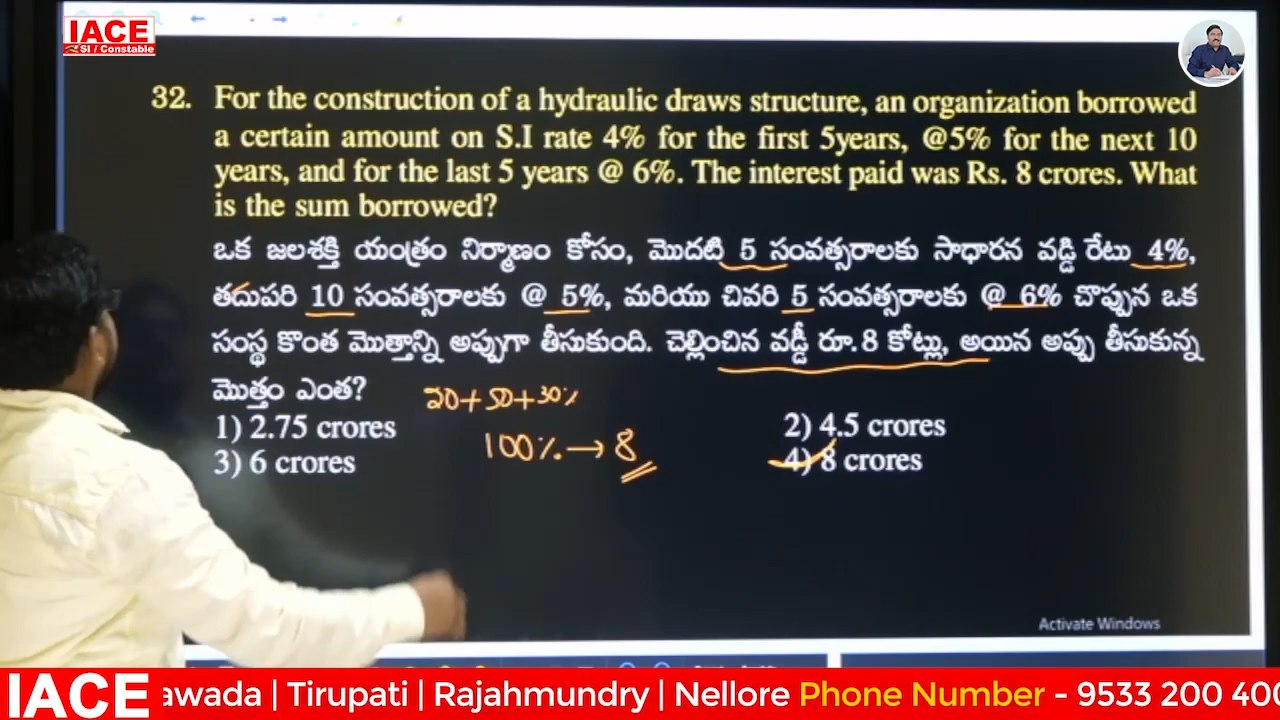 IACE
SI / Constable
32. For the construction of a hydraulic draws structure, an organization borrowed
a certain amount on S.I rate 4% for the first 5years, @5% for the next 10
years, and for the last 5 years @ 6%. The interest paid was Rs. 8 crores. What
is the sum borrowed?
ఒక జలశక్తి యంత్రం నిర్మాణం కోసం, మొదటి 5 సంవత్సరాలకు సాధారన వడ్డి రేటు 4%,
తదుపరి 10 సంవత్సరాలకు @ 5%, మరియు చివరి 5 సంవత్సరాలకు @ 6% చొప్పున ఒక
సంస్థ కొంత మొత్తాన్ని అప్పుగా తీసుకుంది. చెల్లించిన వడ్డీ రూ.8 కోట్లు, అయిన అప్పు తీసుకున్న
మొత్తం ఎంత?
20+50+30%
1) 2.75 crores
2) 4.5 crores
100% → 8
3) 6 crores
4) 8 crores
Activate Windows
IACE awada | Tirupati | Rajahmundry | Nellore Phone Number - 9533 200 400